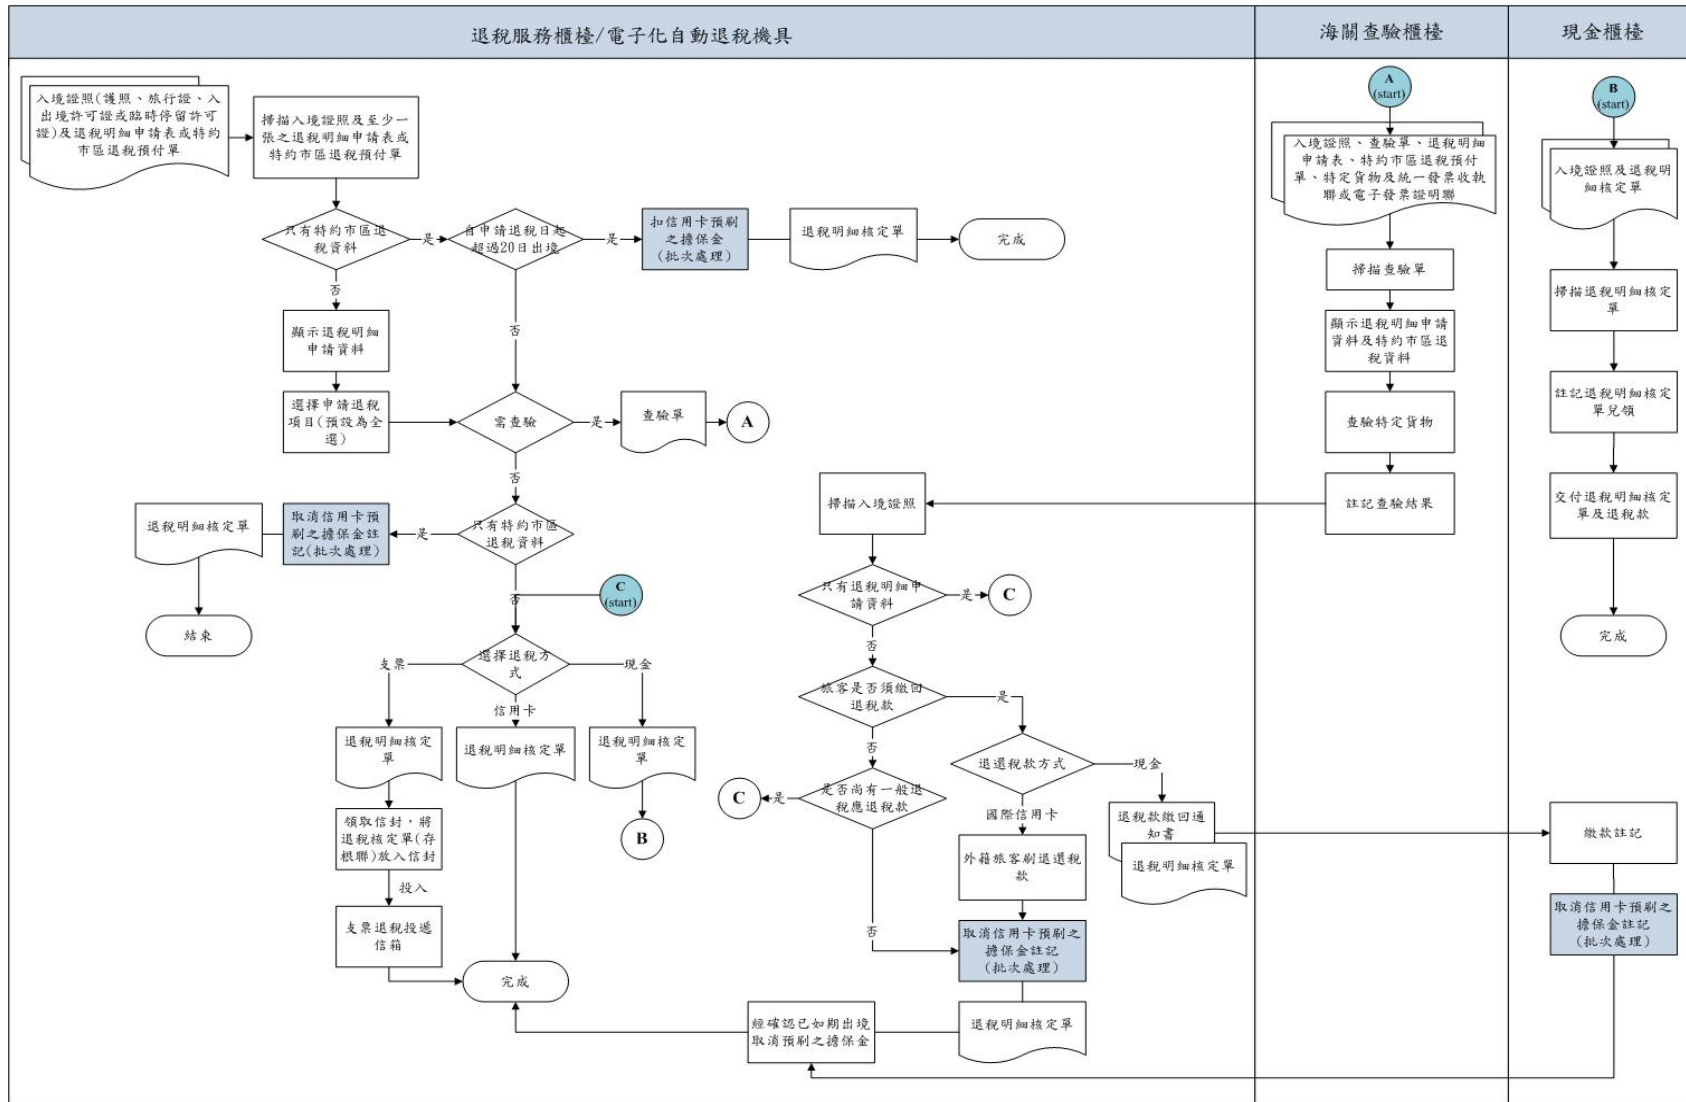 退稅服務櫃檯/電子化自動退稅機具
海關查驗櫃檯
現金櫃檯
入境證照(護照、旅行證、入
出境許可證或臨時停留許可
證)及退稅明細申請表或特約
市區退稅預付單
掃描入境證照及至少一
張之退稅明細申請表或
特約市區退稅預付單
只有特約市區退
稅資料
是
自申請退稅日起
超過20日出境
是
扣信用卡預刷
之擔保金
(批次處理)
退稅明細核定單
完成
否
否
顯示退稅明細
申請資料
選擇申請退稅
項目(預設為全
選)
需查驗
是
查驗單
A
否
只有特約市區
退稅資料
是
取消信用卡預
刷之擔保金註
記(批次處理)
退稅明細核定單
結束
否
C
(start)
選擇退稅方
式
支票
信用卡
現金
退稅明細核定
單
退稅明細核定單
退稅明細核定
單
領取信封，將
退稅核定單(存
根聯)放入信封
投入
支票退稅投遞
信箱
B
完成
A
(start)
入境證照、查驗單、退稅明細
申請表、特約市區退稅預付
單、特定貨物及統一發票收執
聯或電子發票證明聯
掃描查驗單
顯示退稅明細申請
資料及特約市區退
稅資料
查驗特定貨物
註記查驗結果
掃描入境證照
只有退稅明細申
請資料
是
C
否
旅客是否須繳回
退稅款
是
否
退還稅款方式
現金
國際信用卡
是否尚有一般退
稅應退稅款
是
C
否
外籍旅客刷退還稅
款
退稅款繳回通
知書
退稅明細核定單
取消信用卡預刷之
擔保金註記
(批次處理)
退稅明細核定單
經確認已如期出境
取消預刷之擔保金
B
(start)
入境證照及退稅明
細核定單
掃描退稅明細核定
單
註記退稅明細核定
單兌領
交付退稅明細核定
單及退稅款
完成
繳款註記
取消信用卡預刷之
擔保金註記
(批次處理)